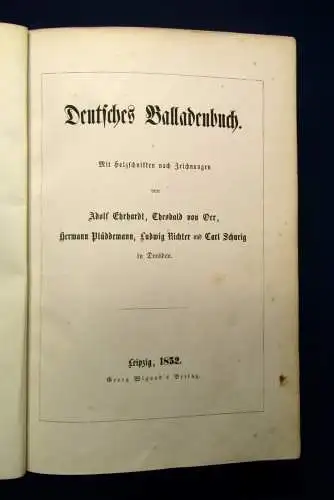 Deutsches Balladenbuch.
Mit Holzschnitten nach Zeichnungen
von
Adolf Ehrhardt, Theobald von Oer,
Hermann Plüddemann, Ludwig Richter und Carl Schurig
in Dresden.
Leipzig, 1852.
Georg Wigand's Verlag.